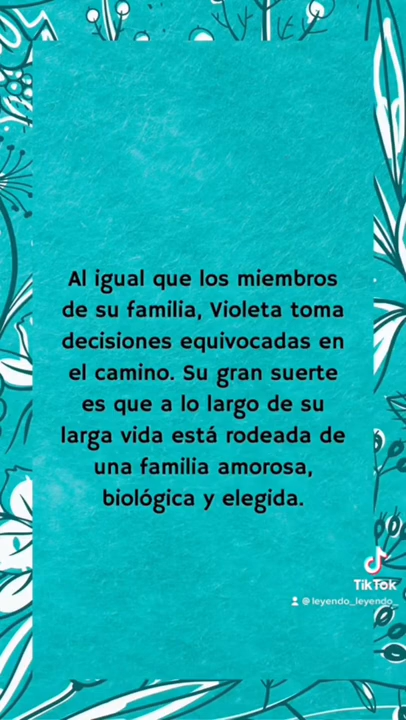 Al igual que los miembros
de su familia, Violeta toma
decisiones equivocadas en
el camino. Su gran suerte
es que a lo largo de su
larga vida está rodeada de
una familia amorosa,
biológica y elegida.
TikTok
@leyendo_leyendo